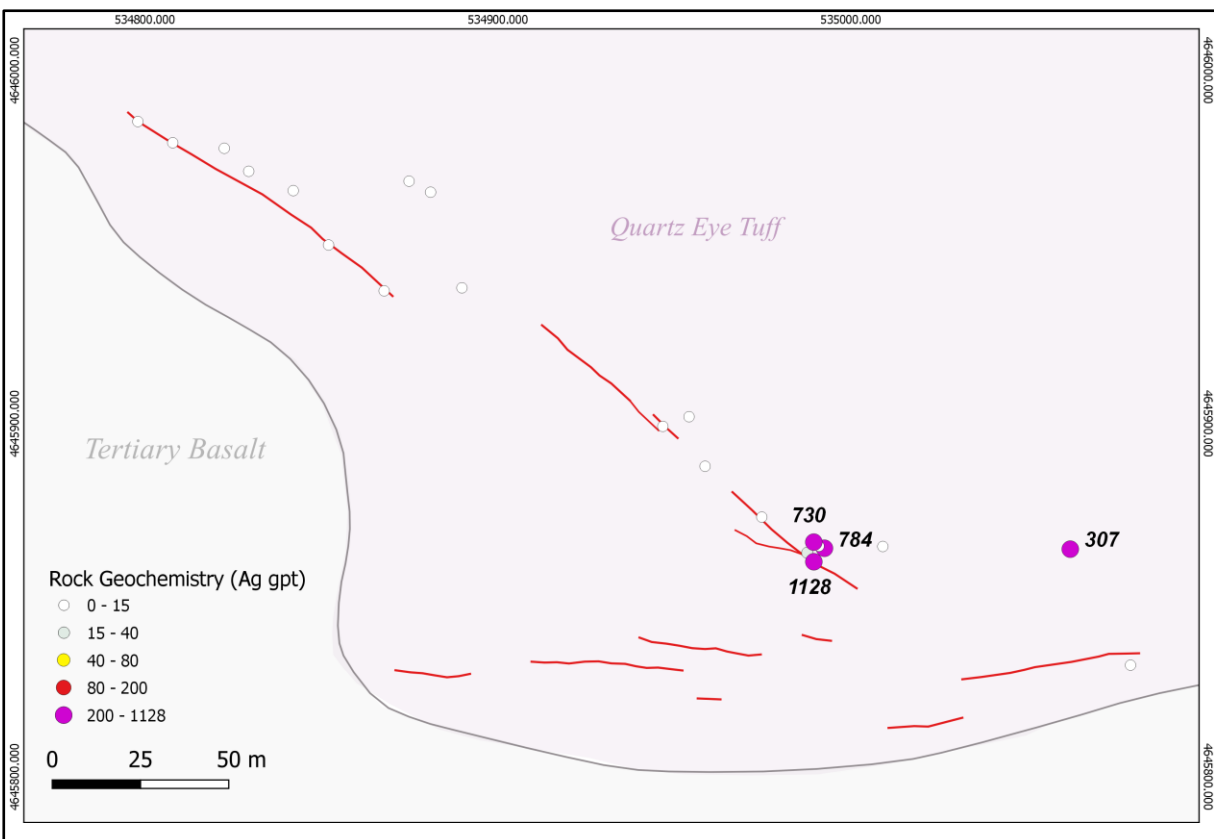 534800.000
534900.000
535000.000
4646000.000
4646000.000
Quartz Eye Tuff
4645900.000
4645900.000
Tertiary Basalt
730
784
307
1128
Rock Geochemistry (Ag gpt)
0 - 15
15 - 40
40 - 80
80 - 200
200 - 1128
0 25 50 m
4645800.000
4645800.000